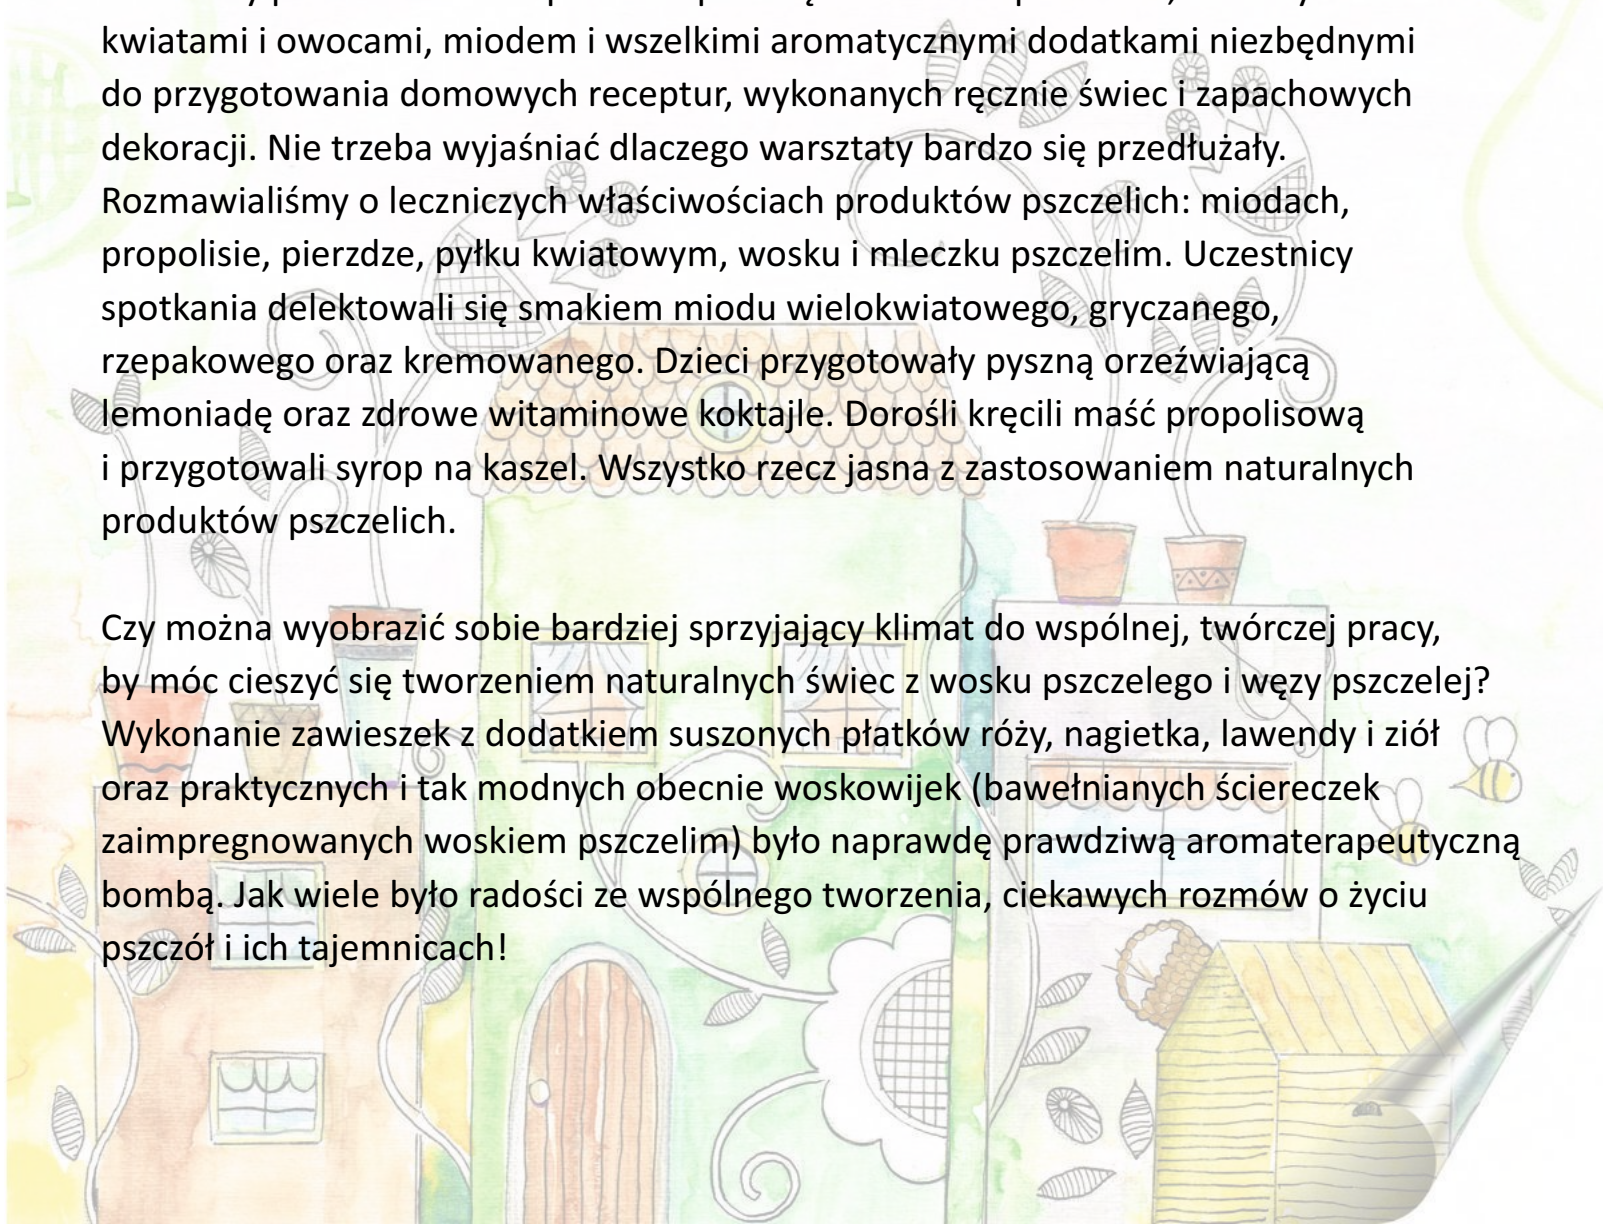 kwiatami i owocami, miodem i wszelkimi aromatycznymi dodatkami niezbędnymi
do przygotowania domowych receptur, wykonanych ręcznie świec i zapachowych
dekoracji. Nie trzeba wyjaśniać dlaczego warsztaty bardzo się przedłużały.
Rozmawialiśmy o leczniczych właściwościach produktów pszczelich: miodach,
propolisie, pierzdze, pyłku kwiatowym, wosku i mleczku pszczelim. Uczestnicy
spotkania delektowali się smakiem miodu wielokwiatowego, gryczanego,
rzepakowego oraz kremowanego. Dzieci przygotowały pyszną orzeźwiającą
lemoniadę oraz zdrowe witaminowe koktajle. Dorośli kręcili maść propolisową
i przygotowali syrop na kaszel. Wszystko rzecz jasna z zastosowaniem naturalnych
produktów pszczelich.
Czy można wyobrazić sobie bardziej sprzyjający klimat do wspólnej, twórczej pracy,
by móc cieszyć się tworzeniem naturalnych świec z wosku pszczelego i węzy pszczelej?
Wykonanie zawieszek z dodatkiem suszonych płatków róży, nagietka, lawendy i ziół
oraz praktycznych i tak modnych obecnie woskowijek (bawełnianych ściereczek
zaimpregnowanych woskiem pszczelim) było naprawdę prawdziwą aromaterapeutyczną
bombą. Jak wiele było radości ze wspólnego tworzenia, ciekawych rozmów o życiu
pszczół i ich tajemnicach!